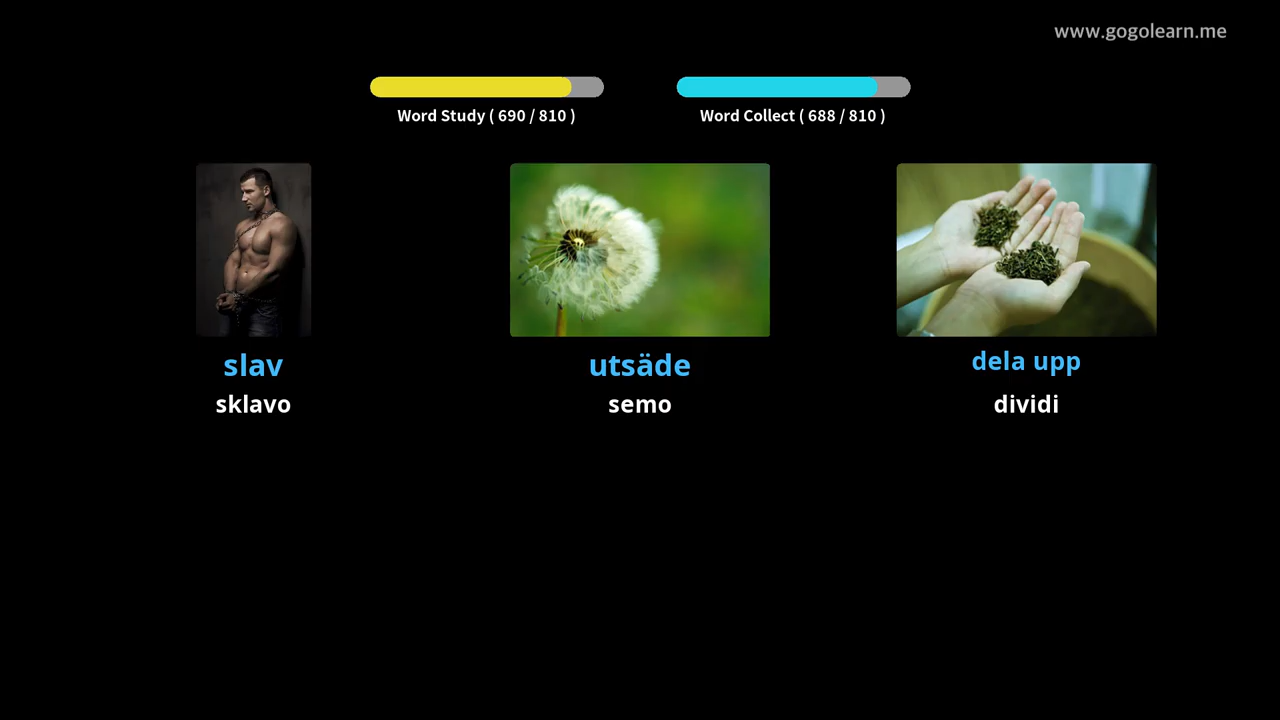 www.gogolearn.me
Word Study ( 690 / 810 )
Word Collect ( 688 / 810 )
slav
sklavo
utsäde
semo
dela upp
dividi